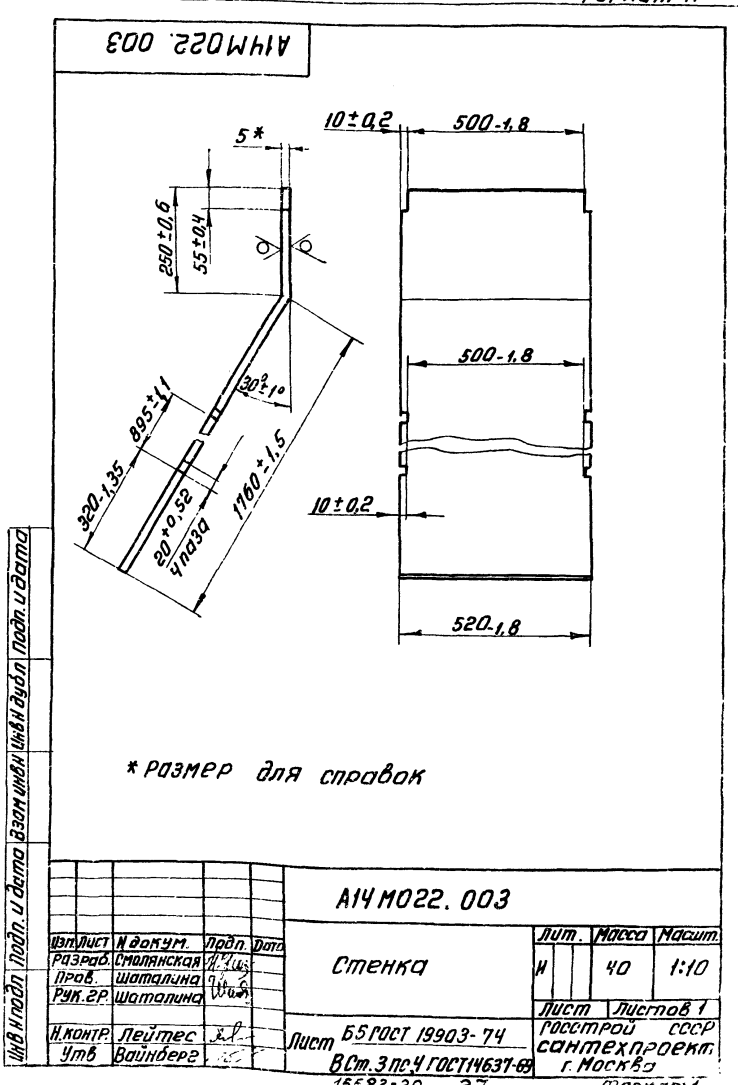 А14М022. 003
5*
10±0,2
500-1,8
250±0,6
55±0,4
30°±1°
500-1,8
895±1,1
320-1,35
20+0,52
4 паза
1760±1,5
10±0,2
520-1,8
* Размер для справок
Инв № подл Подп. и дата Взам инв № Инв № дубл Подп. и дата
А14М022. 003
Изм Лист № докум. Подп. Дата
Разраб. Смолянская
Пров. Шаталина
Рук. гр. Шаталина
Н.контр. Лейтес
Утв Вайнберг
Стенка
Лит. Масса Масшт.
И 40 1:10
Лист Листов 1
Лист Б5 ГОСТ 19903-74
ВСт. 3 пс.4 ГОСТ14637-69
Госстрой СССР
Сантехпроект
г. Москва